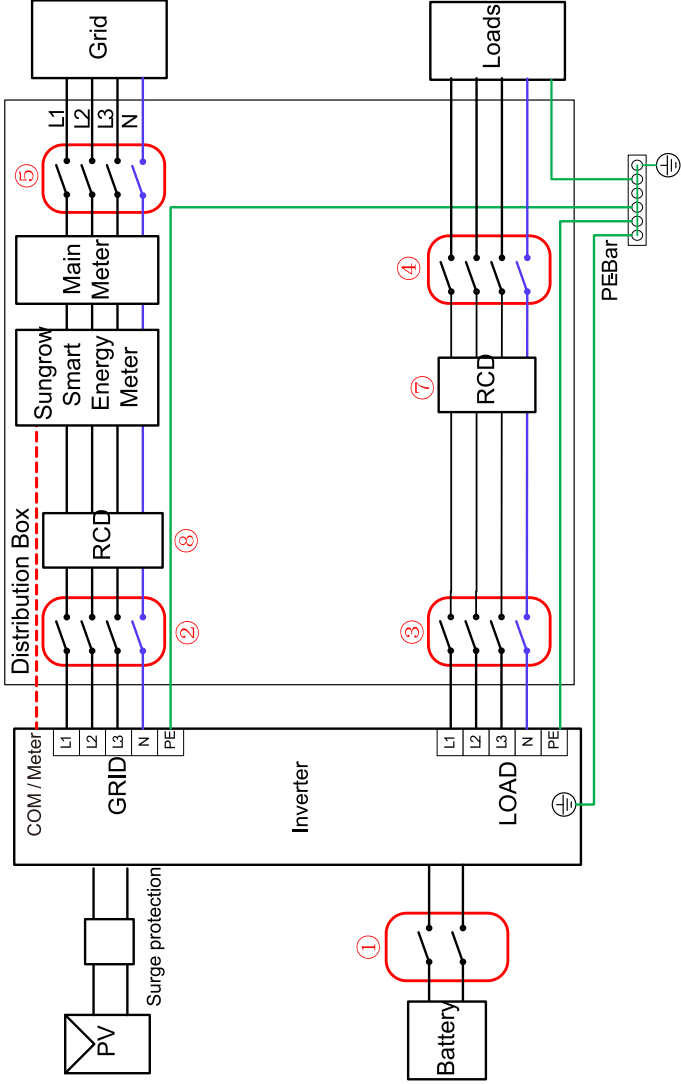 Grid
Loads
L1
L2
L3
N
⑤
Main
Meter
④
PE Bar
Sungrow
Smart
Energy
Meter
⑦
RCD
Distribution Box
RCD
⑧
②
③
COM / Meter
L1
L2
L3
N
PE
GRID
Inverter
L1
L2
L3
N
PE
LOAD
Surge protection
PV
①
Battery